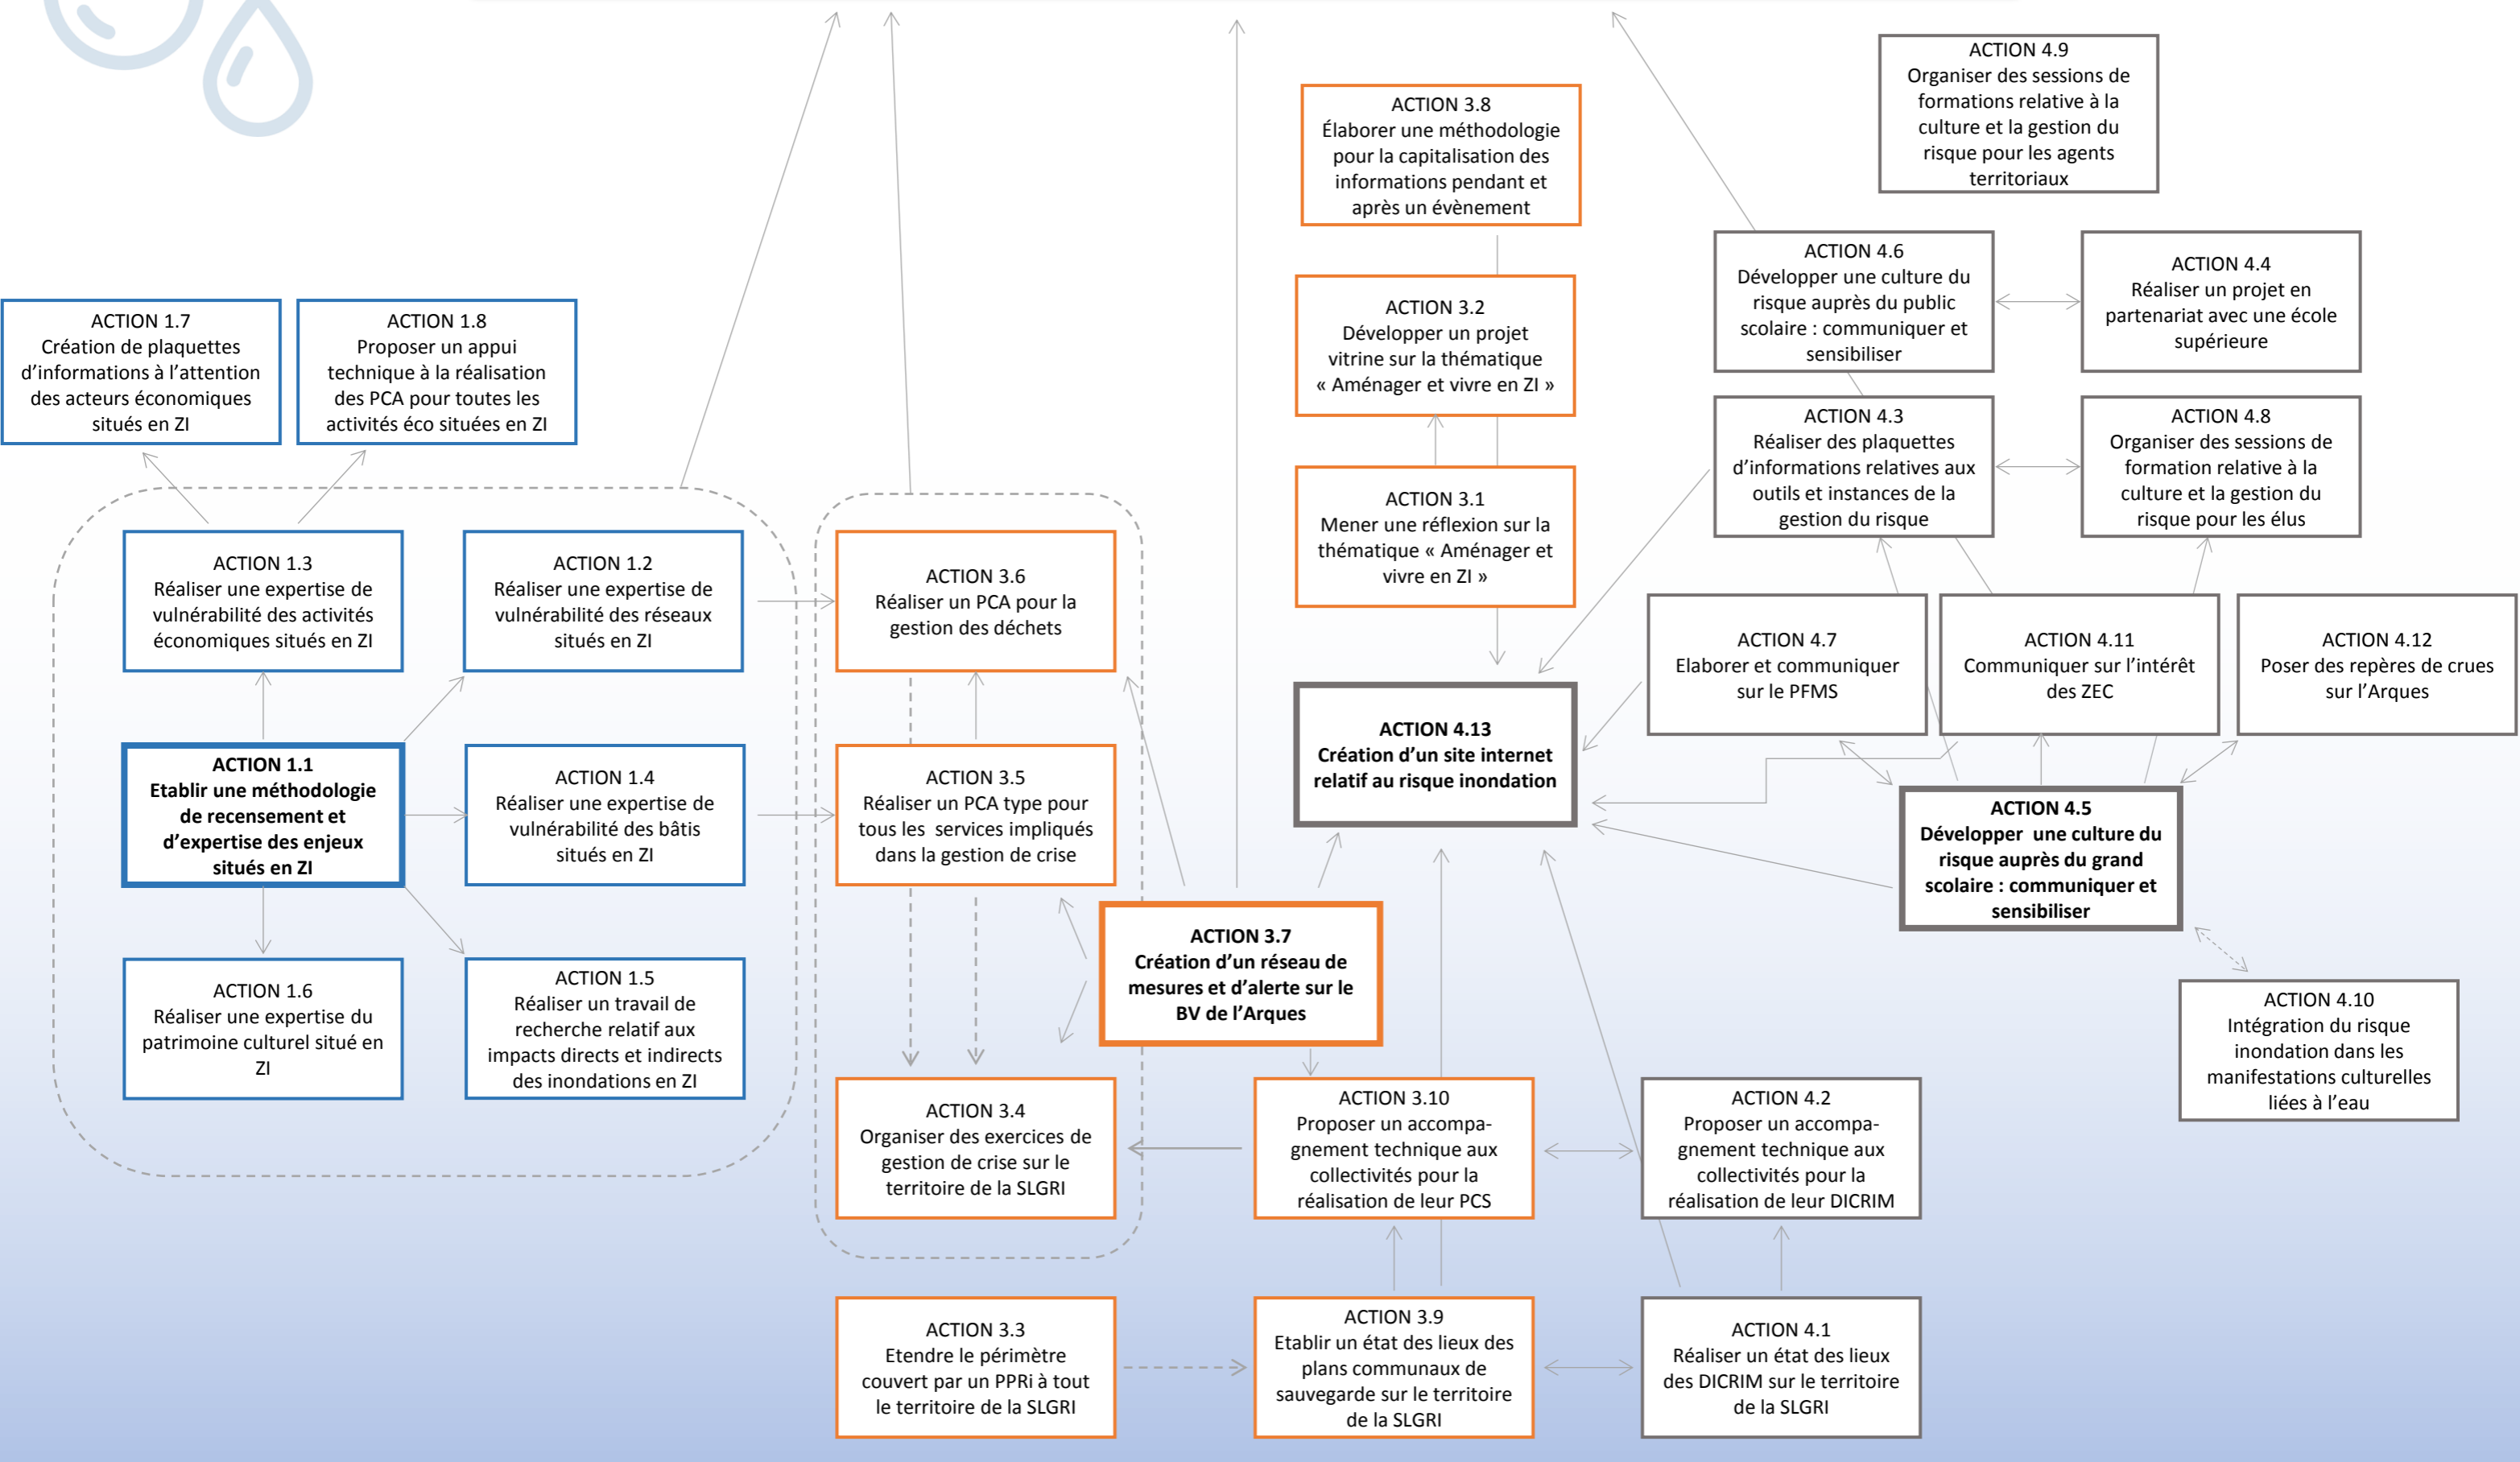 ACTION 4.9
Organiser des sessions de
formations relative à la
culture et la gestion du
risque pour les agents
territoriaux
ACTION 3.8
Élaborer une méthodologie
pour la capitalisation des
informations pendant et
après un évènement
ACTION 4.6
Développer une culture du
risque auprès du public
scolaire : communiquer et
sensibiliser
ACTION 4.4
Réaliser un projet en
partenariat avec une école
supérieure
ACTION 1.7
Création de plaquettes
d'informations à l'attention
des acteurs économiques
situés en ZI
ACTION 1.8
Proposer un appui
technique à la réalisation
des PCA pour toutes les
activités éco situées en ZI
ACTION 3.2
Développer un projet
vitrine sur la thématique
« Aménager et vivre en ZI »
ACTION 4.3
Réaliser des plaquettes
d'informations relatives aux
outils et instances de la
gestion du risque
ACTION 4.8
Organiser des sessions de
formation relative à la
culture et la gestion du
risque pour les élus
ACTION 3.1
Mener une réflexion sur la
thématique « Aménager et
vivre en ZI »
ACTION 1.3
Réaliser une expertise de
vulnérabilité des activités
économiques situés en ZI
ACTION 1.2
Réaliser une expertise de
vulnérabilité des réseaux
situés en ZI
ACTION 3.6
Réaliser un PCA pour la
gestion des déchets
ACTION 4.7
Elaborer et communiquer
sur le PFMS
ACTION 4.11
Communiquer sur l'intérêt
des ZEC
ACTION 4.12
Poser des repères de crues
sur l'Arques
ACTION 4.13
Création d'un site internet
relatif au risque inondation
ACTION 1.1
Etablir une méthodologie
de recensement et
d'expertise des enjeux
situés en ZI
ACTION 1.4
Réaliser une expertise de
vulnérabilité des bâtis
situés en ZI
ACTION 3.5
Réaliser un PCA type pour
tous les services impliqués
dans la gestion de crise
ACTION 4.5
Développer une culture du
risque auprès du grand
scolaire : communiquer et
sensibiliser
ACTION 3.7
Création d'un réseau de
mesures et d'alerte sur le
BV de l'Arques
ACTION 1.6
Réaliser une expertise du
patrimoine culturel situé en
ZI
ACTION 1.5
Réaliser un travail de
recherche relatif aux
impacts directs et indirects
des inondations en ZI
ACTION 4.10
Intégration du risque
inondation dans les
manifestations culturelles
liées à l'eau
ACTION 3.4
Organiser des exercices de
gestion de crise sur le
territoire de la SLGRI
ACTION 3.10
Proposer un accompa-
gnement technique aux
collectivités pour la
réalisation de leur PCS
ACTION 4.2
Proposer un accompa-
gnement technique aux
collectivités pour la
réalisation de leur DICRIM
ACTION 3.3
Etendre le périmètre
couvert par un PPRi à tout
le territoire de la SLGRI
ACTION 3.9
Etablir un état des lieux des
plans communaux de
sauvegarde sur le territoire
de la SLGRI
ACTION 4.1
Réaliser un état des lieux
des DICRIM sur le territoire
de la SLGRI